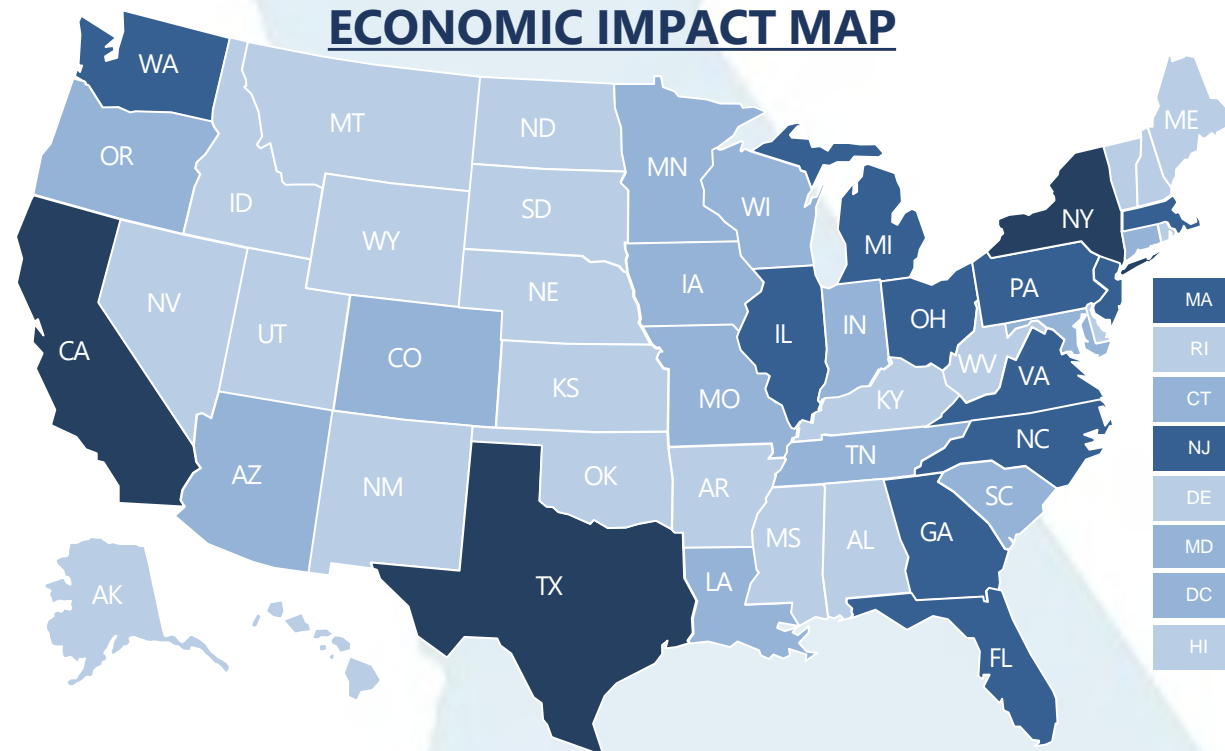 ECONOMIC IMPACT MAP
WA
MT
ND
OR
ID
MN
ME
SD
WI
WY
NY
MI
NV
NE
IA
PA
UT
CA
CO
IL
IN
OH
MA
RI
KS
MO
KY
WV
VA
CT
AZ
NM
OK
AR
TN
NC
NJ
SC
DE
MS
AL
GA
MD
AK
TX
LA
DC
FL
HI